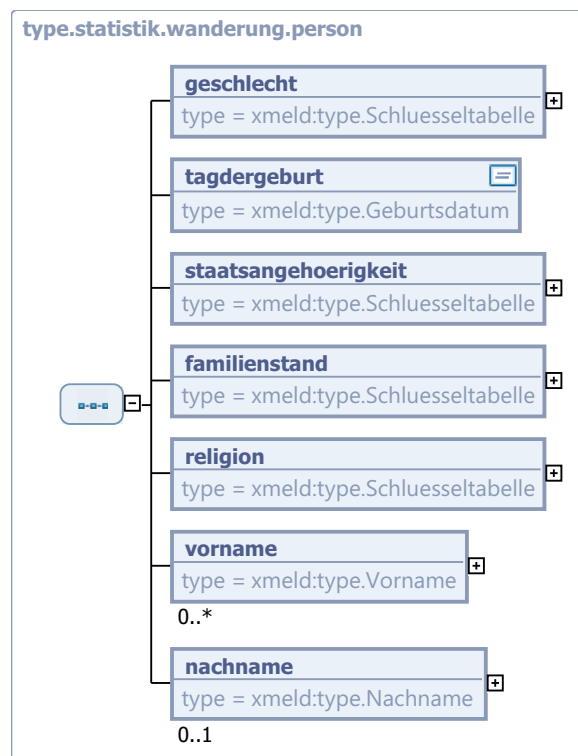 type.statistik.wanderung.person
geschlecht
type = xmeld:type.Schluesseltabelle
tagdergeburt
type = xmeld:type.Geburtsdatum
staatsangehoerigkeit
type = xmeld:type.Schluesseltabelle
familienstand
type = xmeld:type.Schluesseltabelle
religion
type = xmeld:type.Schluesseltabelle
vorname
type = xmeld:type.Vorname
0..*
nachname
type = xmeld:type.Nachname
0..1